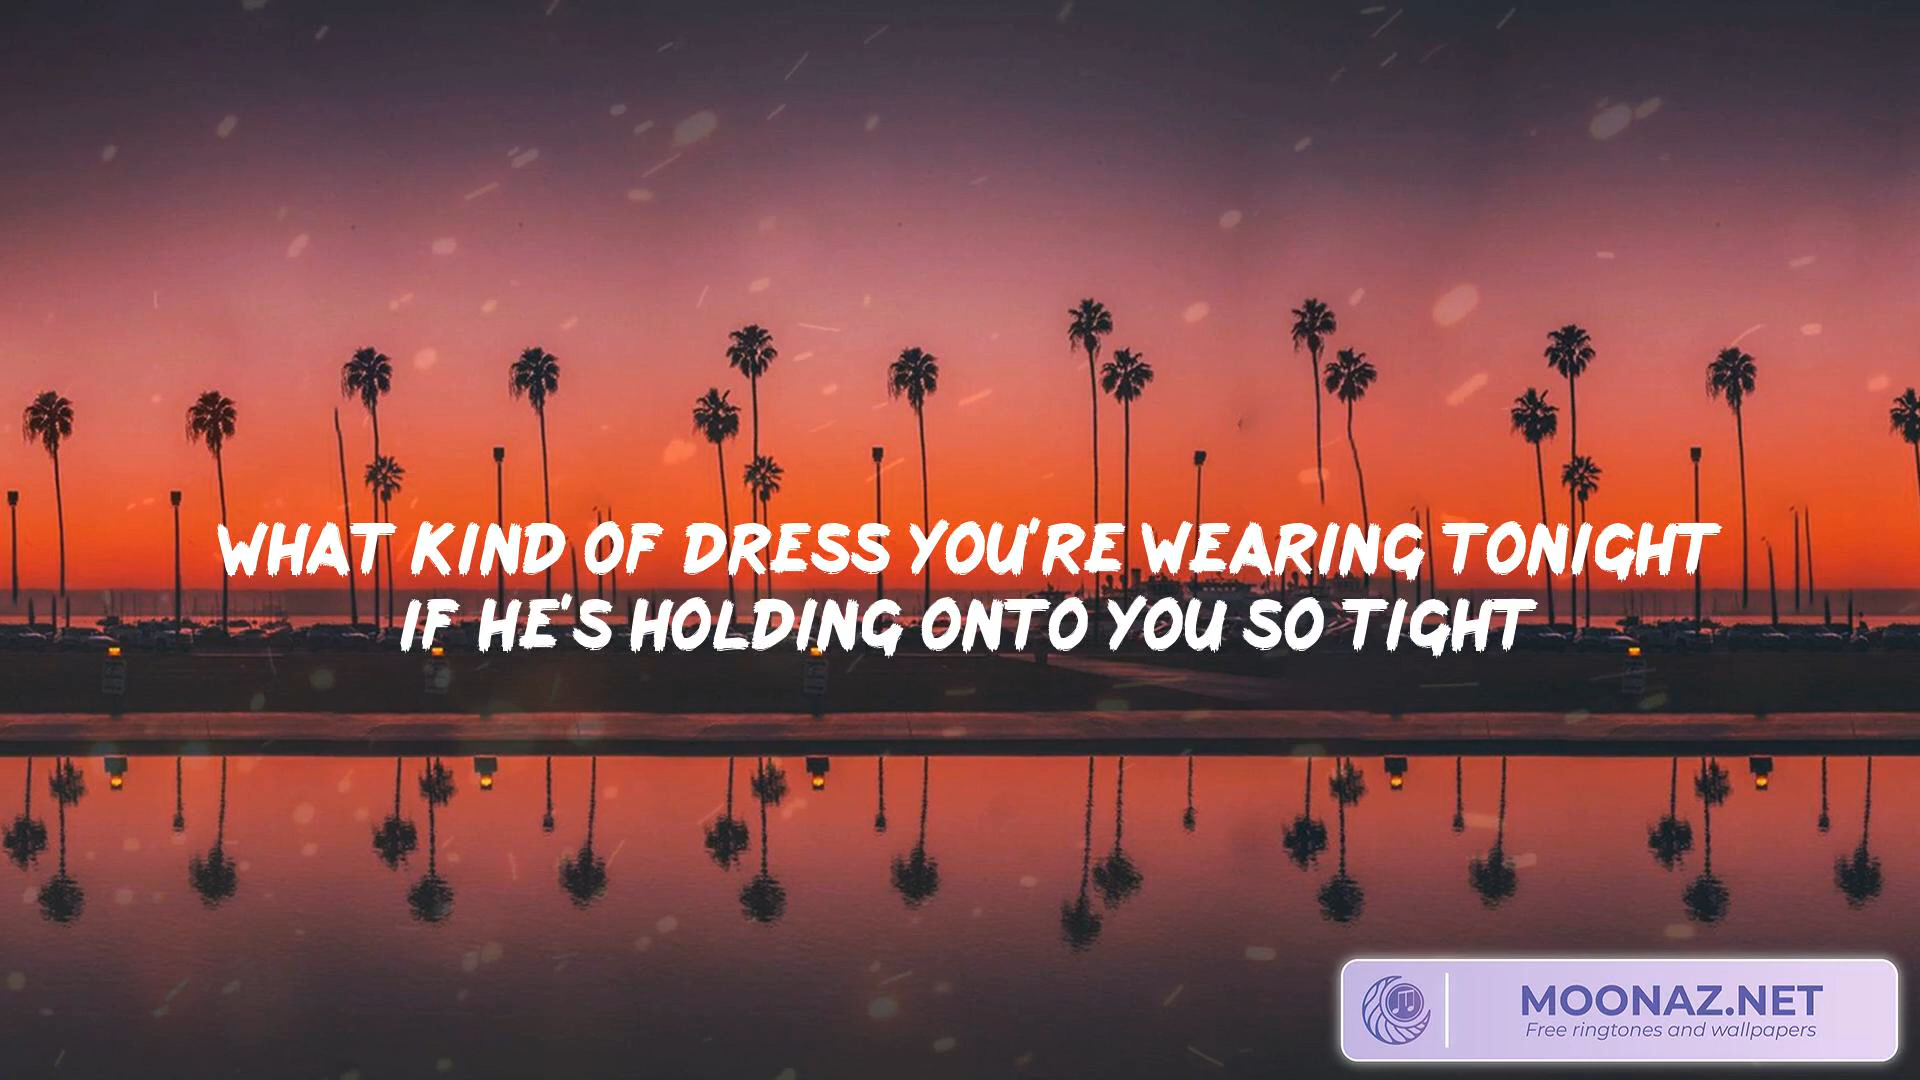 WHAT KIND OF DRESS YOU'RE WEARING TONIGHT
IF HE'S HOLDING ONTO YOU SO TIGHT
MOONAZ.NET
Free ringtones and wallpapers